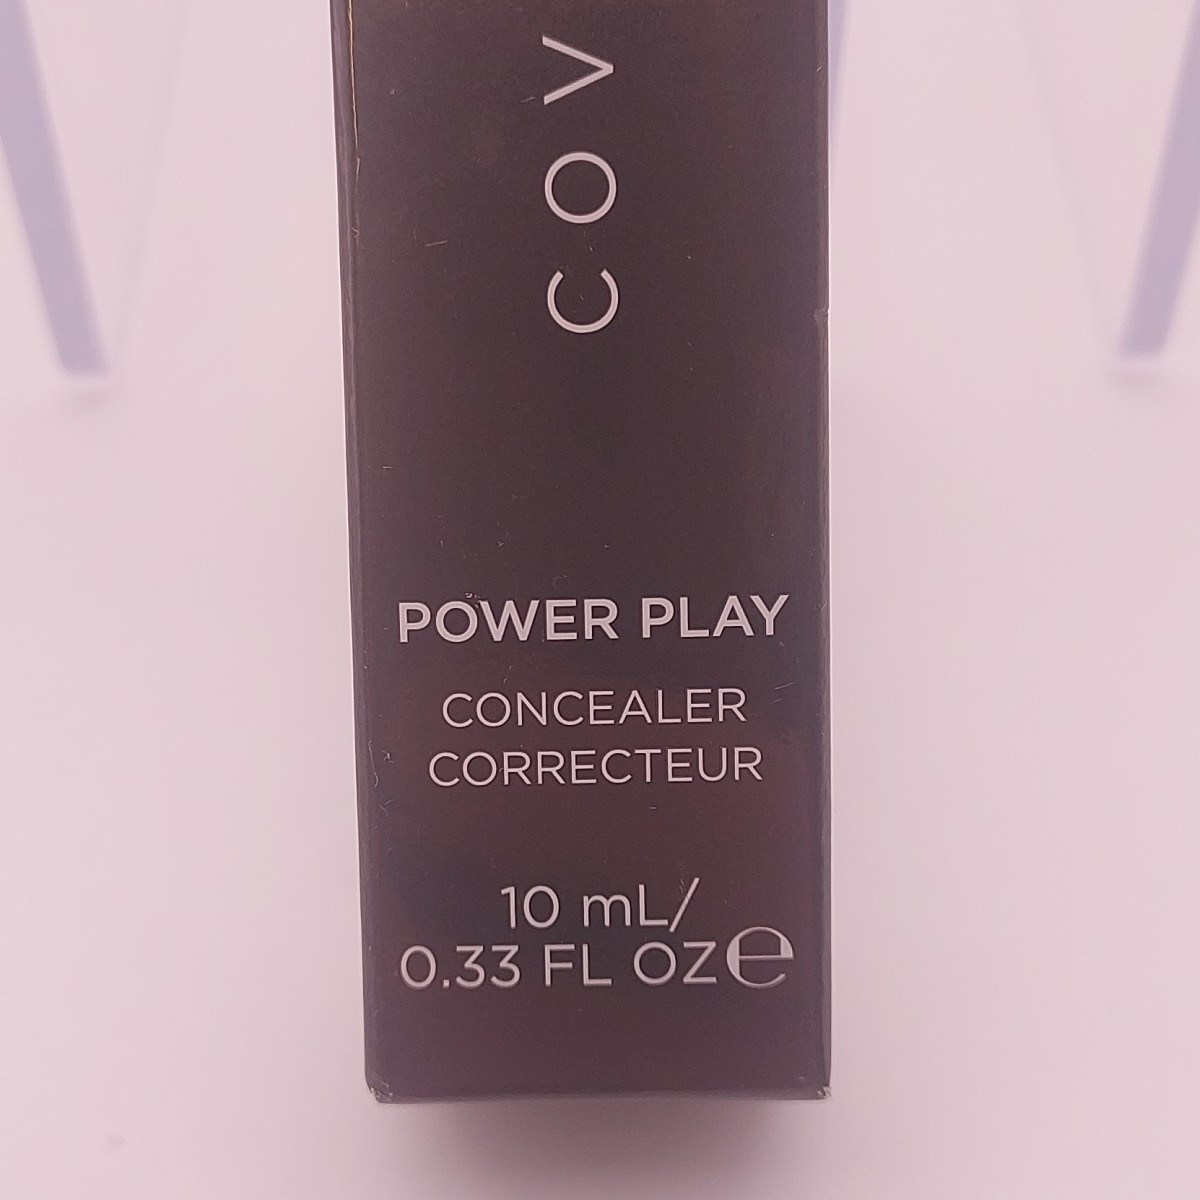 COV
POWER PLAY
CONCEALER
CORRECTEUR
10 mL/
0.33 FL OZ ℮